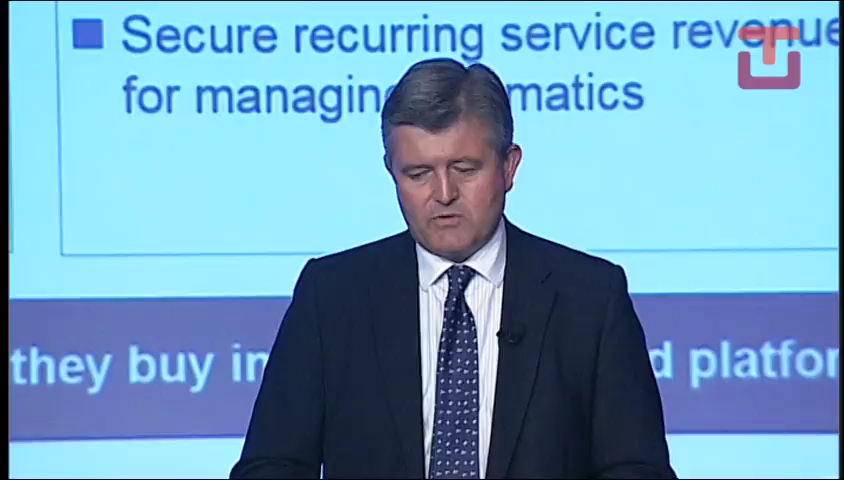 Secure recurring service revenue
for managing matics
they buy in d platfor